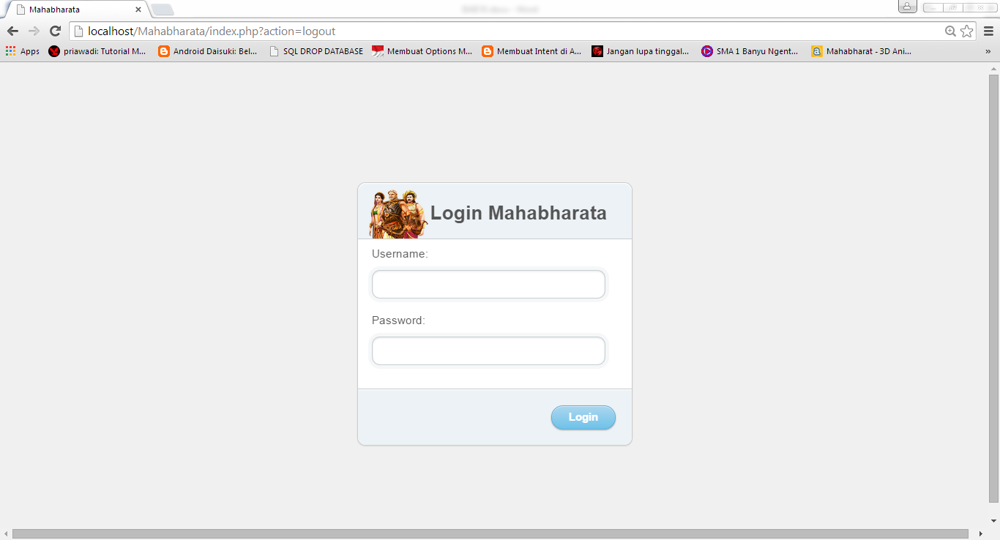 Mahabharata
localhost/Mahabharata/index.php?action=logout
Apps priawadi: Tutorial M... Android Daisuki: Bel... SQL DROP DATABASE Membuat Options M... Membuat Intent di A... Jangan lupa tinggal... SMA 1 Banyu Ngent... Mahabharat - 3D Ani... »
Login Mahabharata
Username:
Password:
Login